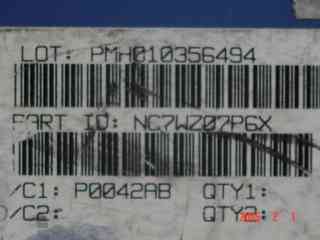 LOT: PMH010356494
PART ID: NC7WZ07P6X
/C1: P0042AB QTY1:
/C2: QTY2: